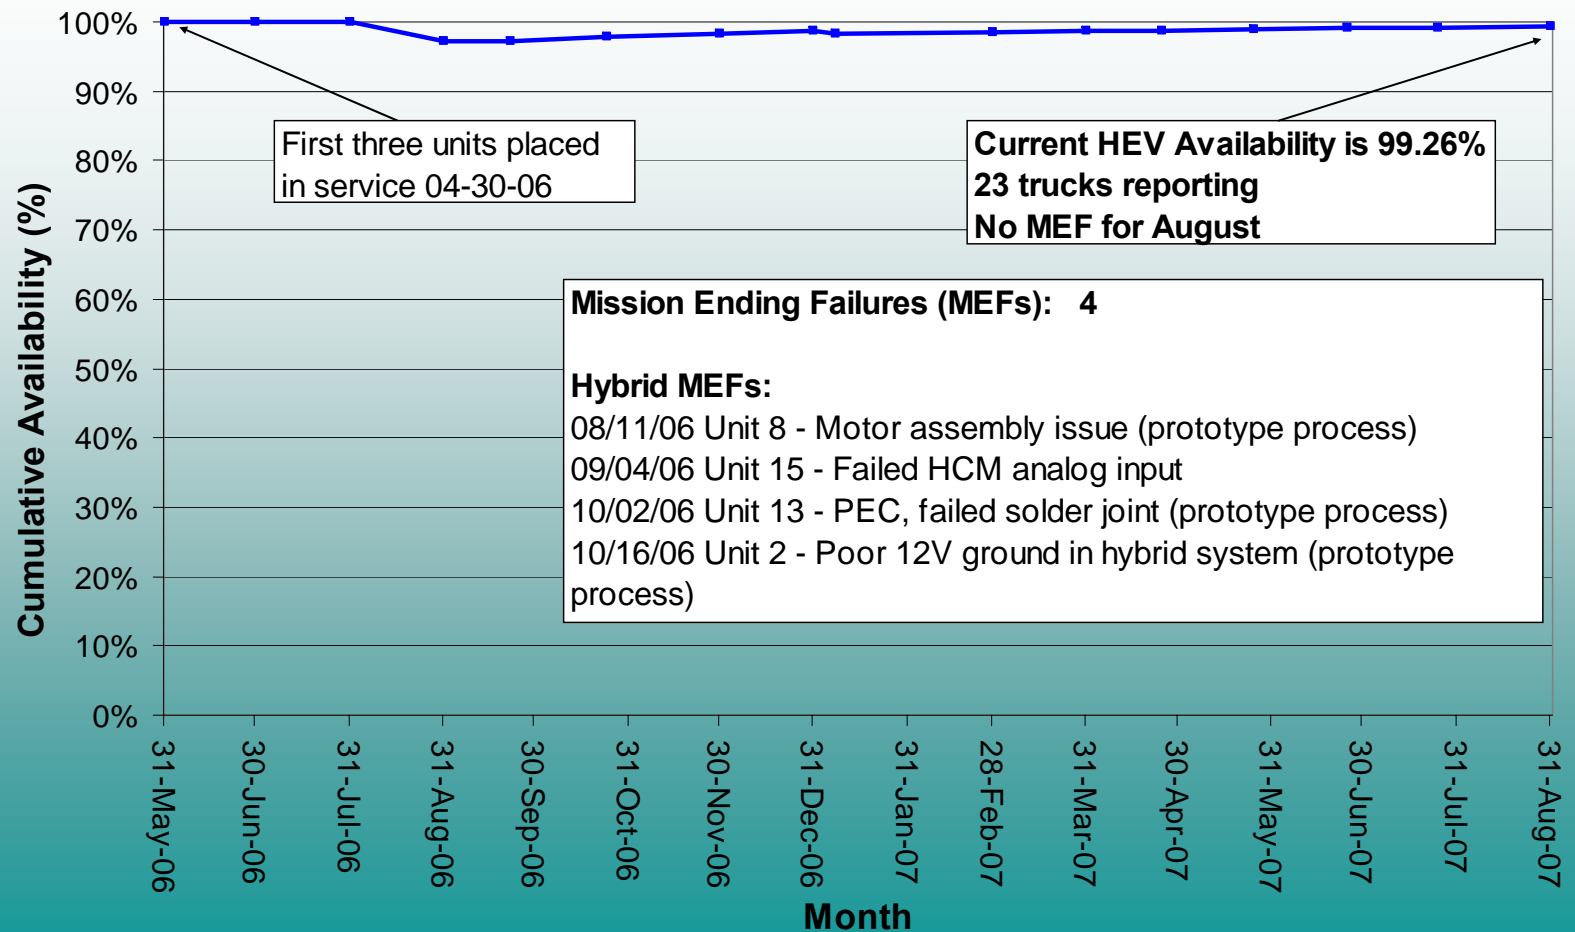 100%
90%
80%
70%
60%
50%
40%
30%
20%
10%
0%
Cumulative Availability (%)
First three units placed
in service 04-30-06
Current HEV Availability is 99.26%
23 trucks reporting
No MEF for August
Mission Ending Failures (MEFs): 4
Hybrid MEFs:
08/11/06 Unit 8 - Motor assembly issue (prototype process)
09/04/06 Unit 15 - Failed HCM analog input
10/02/06 Unit 13 - PEC, failed solder joint (prototype process)
10/16/06 Unit 2 - Poor 12V ground in hybrid system (prototype
process)
31-May-06
30-Jun-06
31-Jul-06
31-Aug-06
30-Sep-06
31-Oct-06
30-Nov-06
31-Dec-06
31-Jan-07
28-Feb-07
31-Mar-07
30-Apr-07
31-May-07
30-Jun-07
31-Jul-07
31-Aug-07
Month